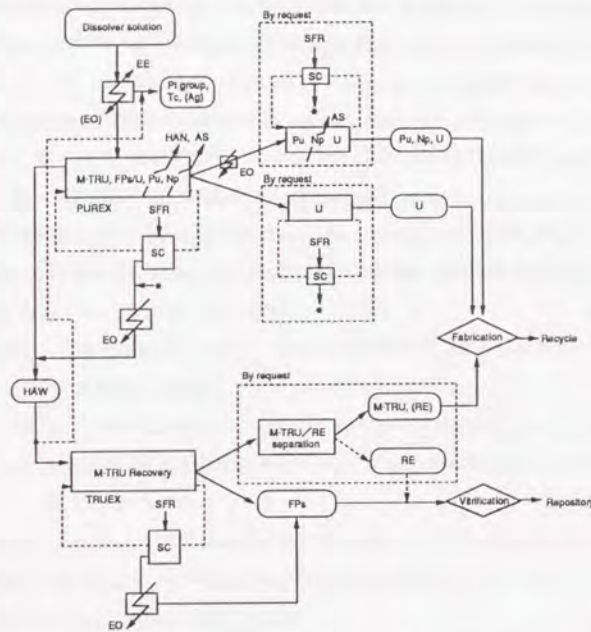 Dissolver solution
By request
SFR
EE
SC
Pt group,
Tc, (Ag)
(EO)
HAN, AS
AS
Pu, Np U
Pu, Np, U
EO
M-TRU, FPs/U, Pu, Np
By request
PUREX
U
U
SFR
SFR
SC
SC
EO
Fabrication
Recycle
By request
HAW
M-TRU, (RE)
M-TRU/RE
separation
M-TRU Recovery
RE
TRUEX
FPs
Vitrification
Repository
SFR
SC
EO